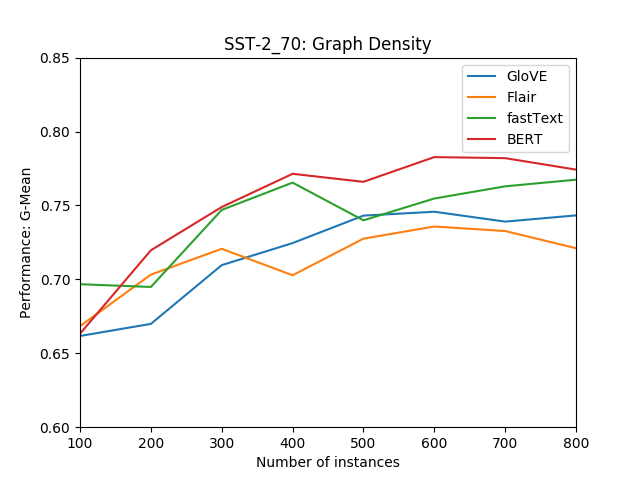 SST-2_70: Graph Density
0.85
0.80
0.75
0.70
0.65
0.60
Performance: G-Mean
GloVE
Flair
fastText
BERT
100 200 300 400 500 600 700 800
Number of instances